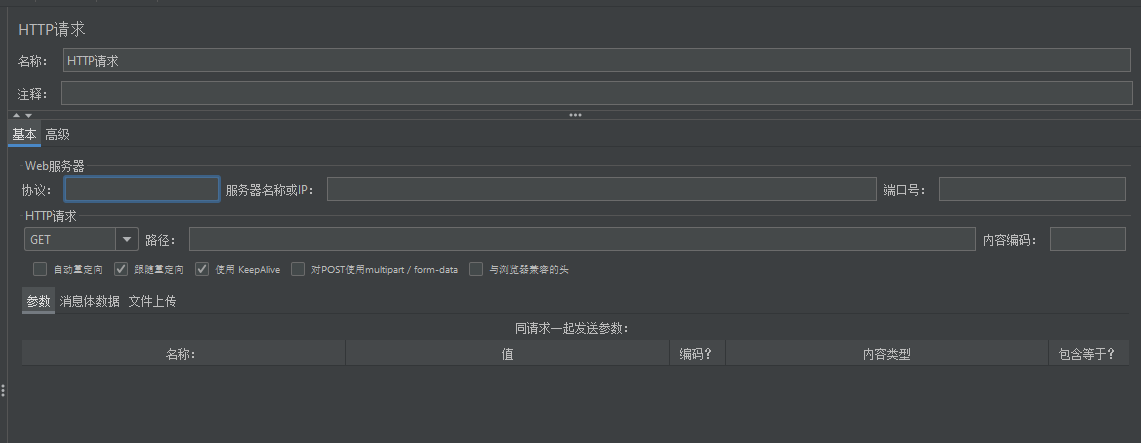 HTTP请求
名称： HTTP请求
注释：
基本 高级
Web服务器
协议： 服务器名称或IP： 端口号：
HTTP请求
GET 路径： 内容编码：
自动重定向 跟随重定向 使用 KeepAlive 对POST使用multipart / form-data 与浏览器兼容的头
参数 消息体数据 文件上传
同请求一起发送参数：
名称： 值 编码？ 内容类型 包含等于？